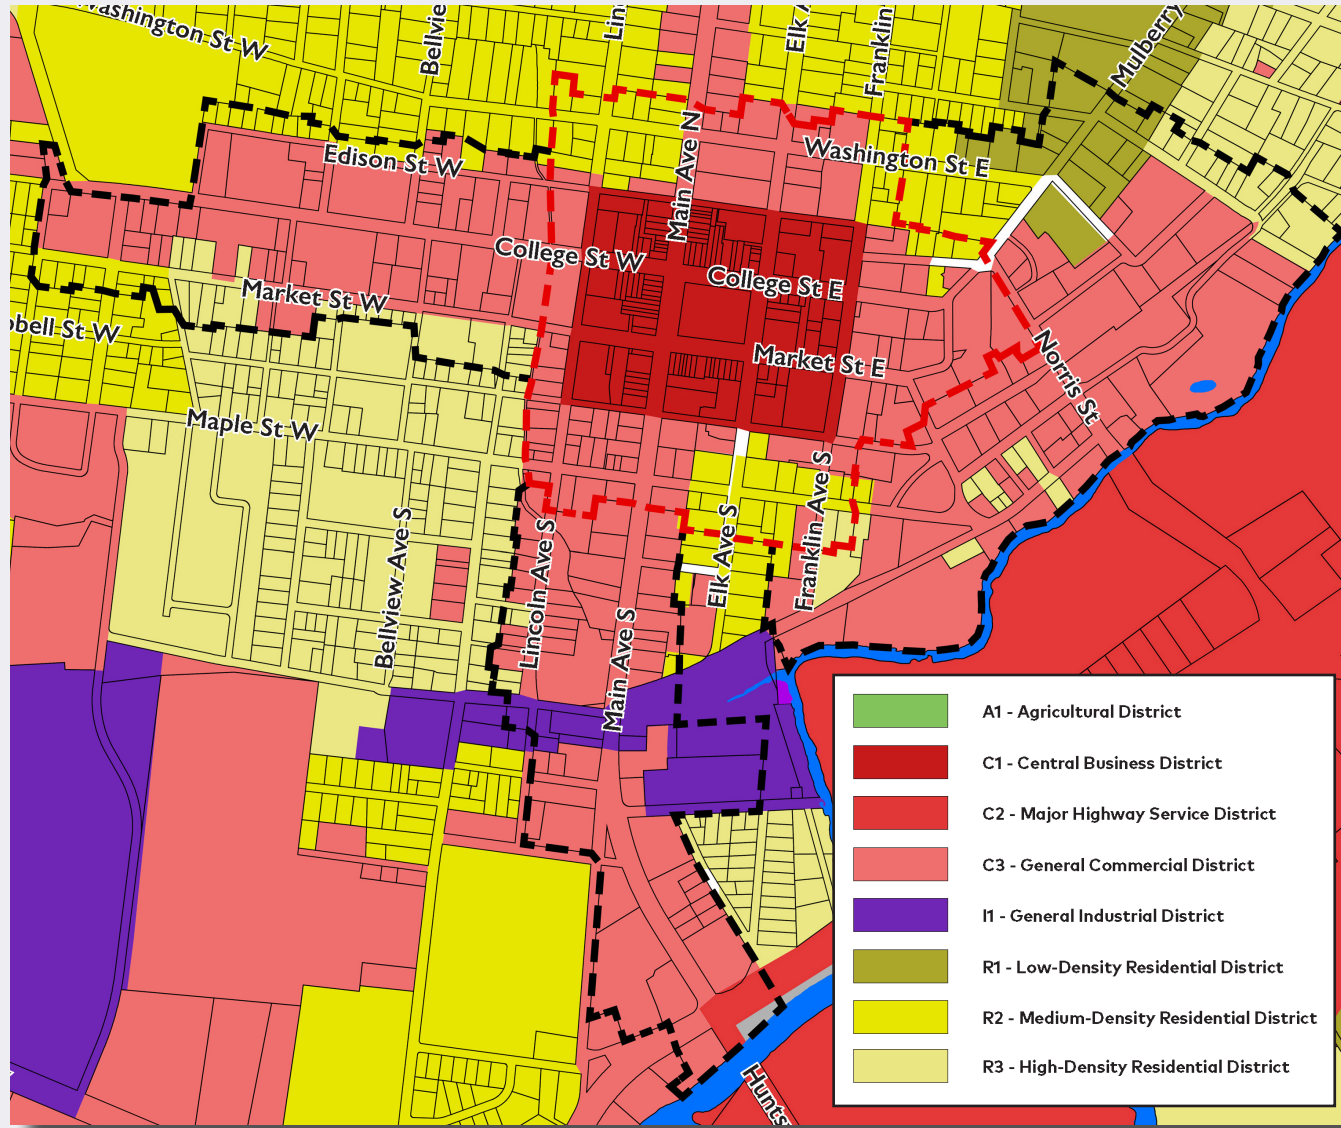 Washington St W
Bellvie
Lin
Elk A
Franklin
Mulberry
Edison St W
Main Ave N
Washington St E
College St W
College St E
Market St W
bell St W
Market St E
Norris St
Maple St W
Bellview Ave S
Lincoln Ave S
Main Ave S
Elk Ave S
Franklin Ave S
Hunts
A1 - Agricultural District
C1 - Central Business District
C2 - Major Highway Service District
C3 - General Commercial District
I1 - General Industrial District
R1 - Low-Density Residential District
R2 - Medium-Density Residential District
R3 - High-Density Residential District